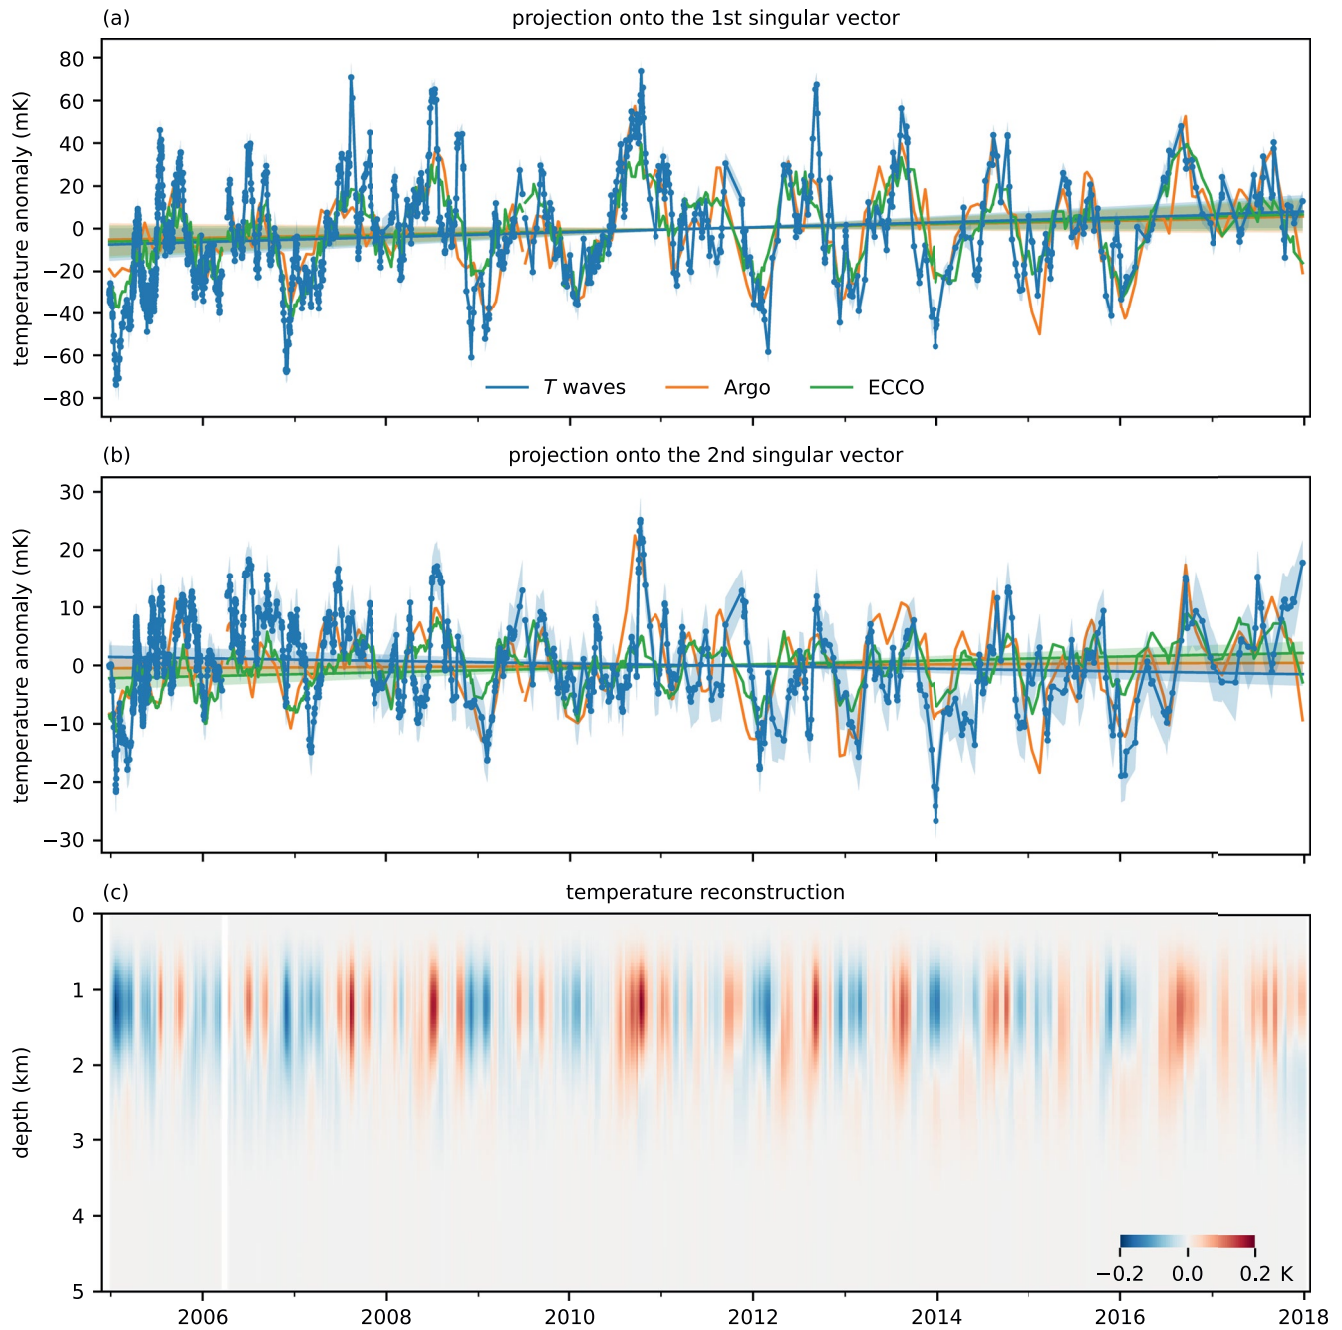 (a) projection onto the 1st singular vector
temperature anomaly (mK)
80
60
40
20
0
−20
−40
−60
−80
T waves Argo ECCO
(b) projection onto the 2nd singular vector
temperature anomaly (mK)
30
20
10
0
−10
−20
−30
(c) temperature reconstruction
depth (km)
0
1
2
3
4
5
−0.2 0.0 0.2 K
2006 2008 2010 2012 2014 2016 2018